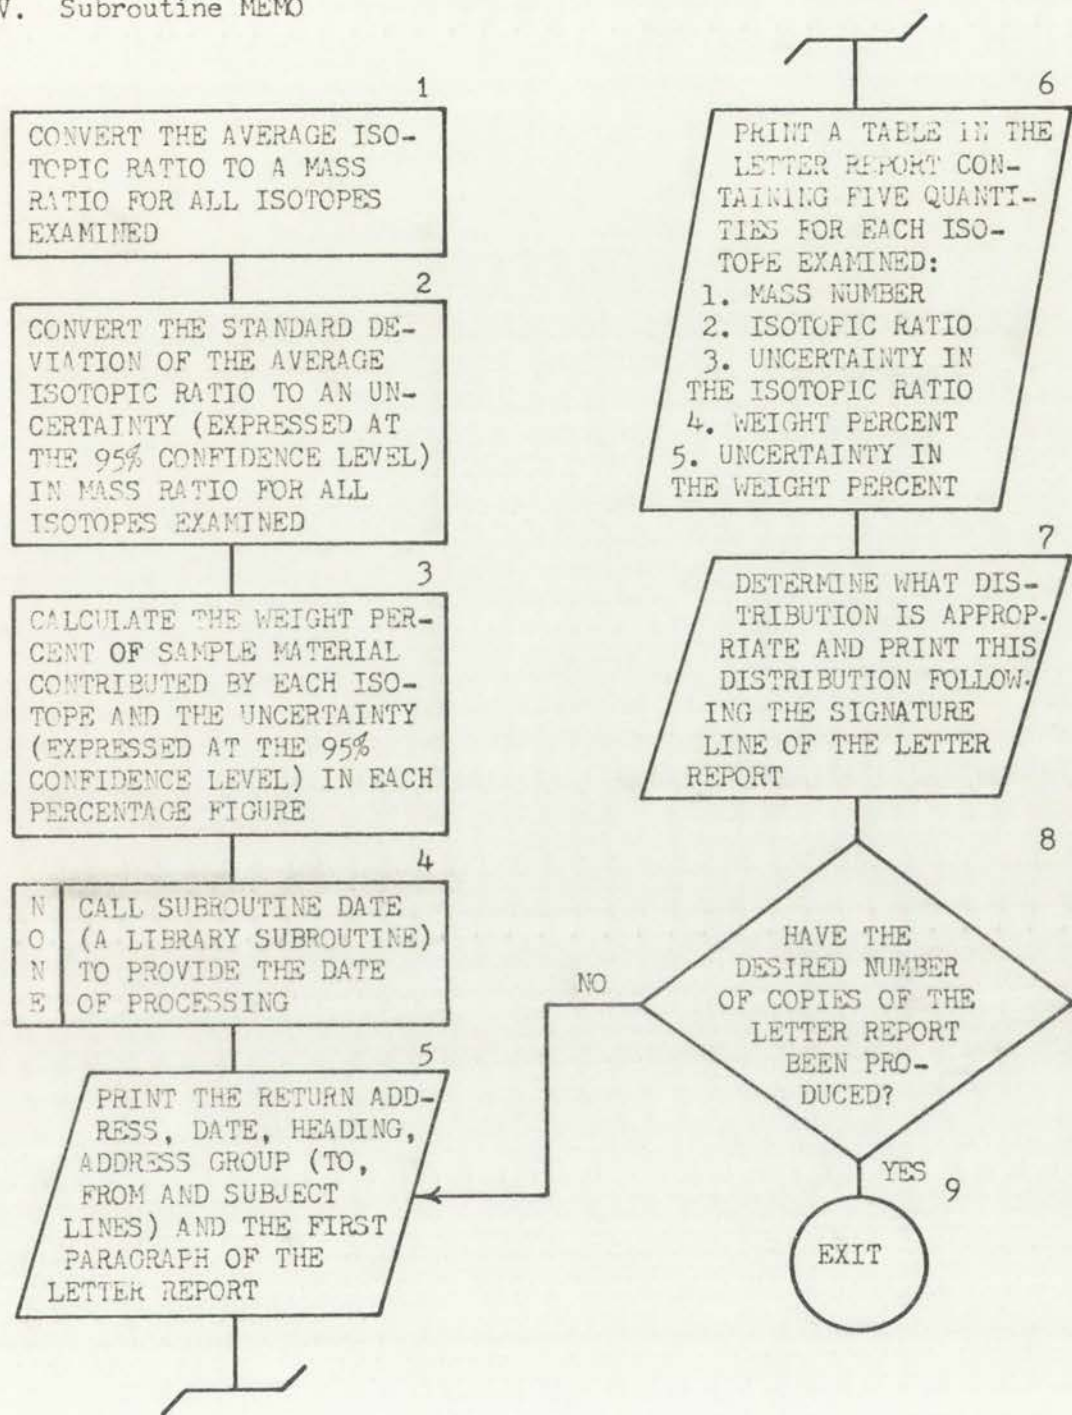 V. Subroutine MEMO
1
CONVERT THE AVERAGE ISO-
TOPIC RATIO TO A MASS
RATIO FOR ALL ISOTOPES
EXAMINED
2
CONVERT THE STANDARD DE-
VIATION OF THE AVERAGE
ISOTOPIC RATIO TO AN UN-
CERTAINTY (EXPRESSED AT
THE 95% CONFIDENCE LEVEL)
IN MASS RATIO FOR ALL
ISOTOPES EXAMINED
3
CALCULATE THE WEIGHT PER-
CENT OF SAMPLE MATERIAL
CONTRIBUTED BY EACH ISO-
TOPE AND THE UNCERTAINTY
(EXPRESSED AT THE 95%
CONFIDENCE LEVEL) IN EACH
PERCENTAGE FIGURE
4
N
O
N
E
CALL SUBROUTINE DATE
(A LIBRARY SUBROUTINE)
TO PROVIDE THE DATE
OF PROCESSING
5
PRINT THE RETURN ADD-
RESS, DATE, HEADING,
ADDRESS GROUP (TO,
FROM AND SUBJECT
LINES) AND THE FIRST
PARAGRAPH OF THE
LETTER REPORT
6
PRINT A TABLE IN THE
LETTER REPORT CON-
TAINING FIVE QUANTI-
TIES FOR EACH ISO-
TOPE EXAMINED:
1. MASS NUMBER
2. ISOTOPIC RATIO
3. UNCERTAINTY IN
THE ISOTOPIC RATIO
4. WEIGHT PERCENT
5. UNCERTAINTY IN
THE WEIGHT PERCENT
7
DETERMINE WHAT DIS-
TRIBUTION IS APPROP-
RIATE AND PRINT THIS
DISTRIBUTION FOLLOW-
ING THE SIGNATURE
LINE OF THE LETTER
REPORT
8
HAVE THE
DESIRED NUMBER
OF COPIES OF THE
LETTER REPORT
BEEN PRO-
DUCED?
NO
YES
9
EXIT